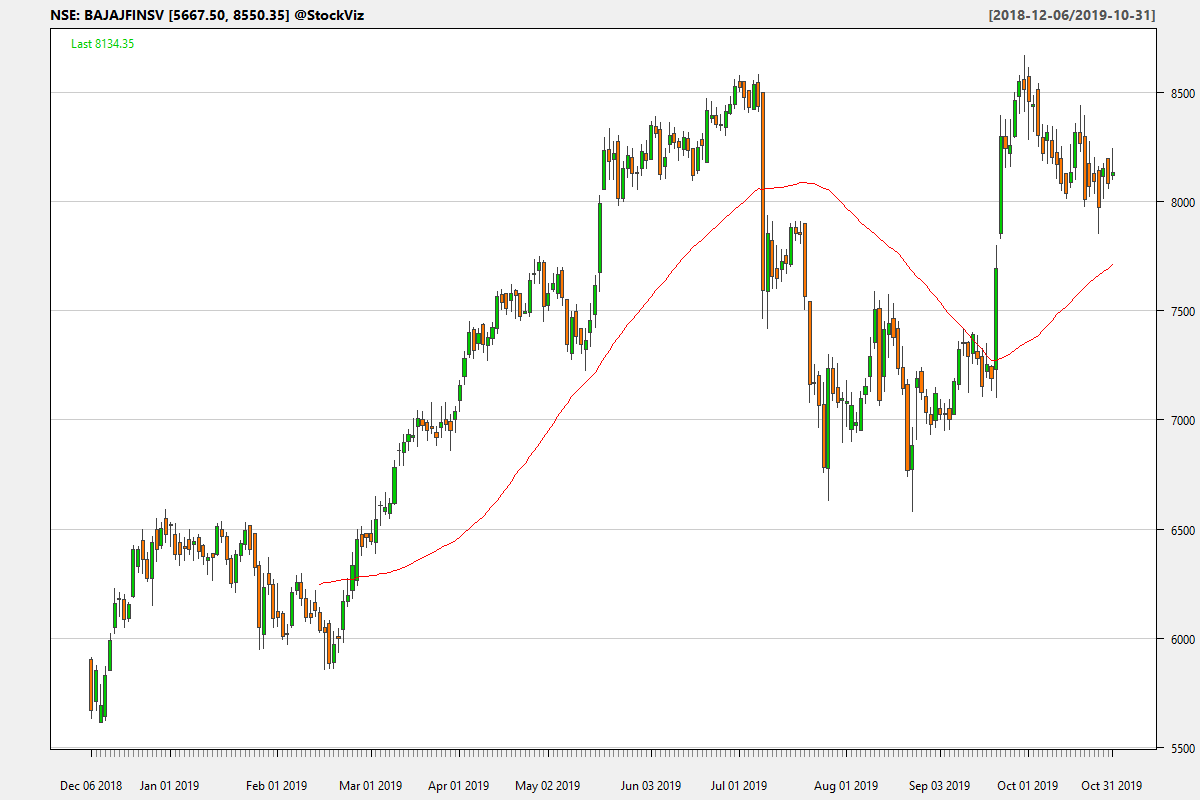 NSE: BAJAJFINSV [5667.50, 8550.35] @StockViz
[2018-12-06/2019-10-31]
Last 8134.35
8500
8000
7500
7000
6500
6000
5500
Dec 06 2018 Jan 01 2019 Feb 01 2019 Mar 01 2019 Apr 01 2019 May 02 2019 Jun 03 2019 Jul 01 2019 Aug 01 2019 Sep 03 2019 Oct 01 2019 Oct 31 2019